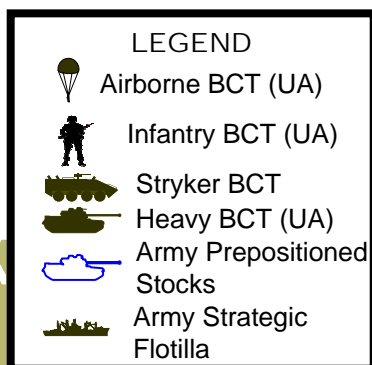 LEGEND
Airborne BCT (UA)
Infantry BCT (UA)
Stryker BCT
Heavy BCT (UA)
Army Prepositioned
Stocks
Army Strategic
Flotilla